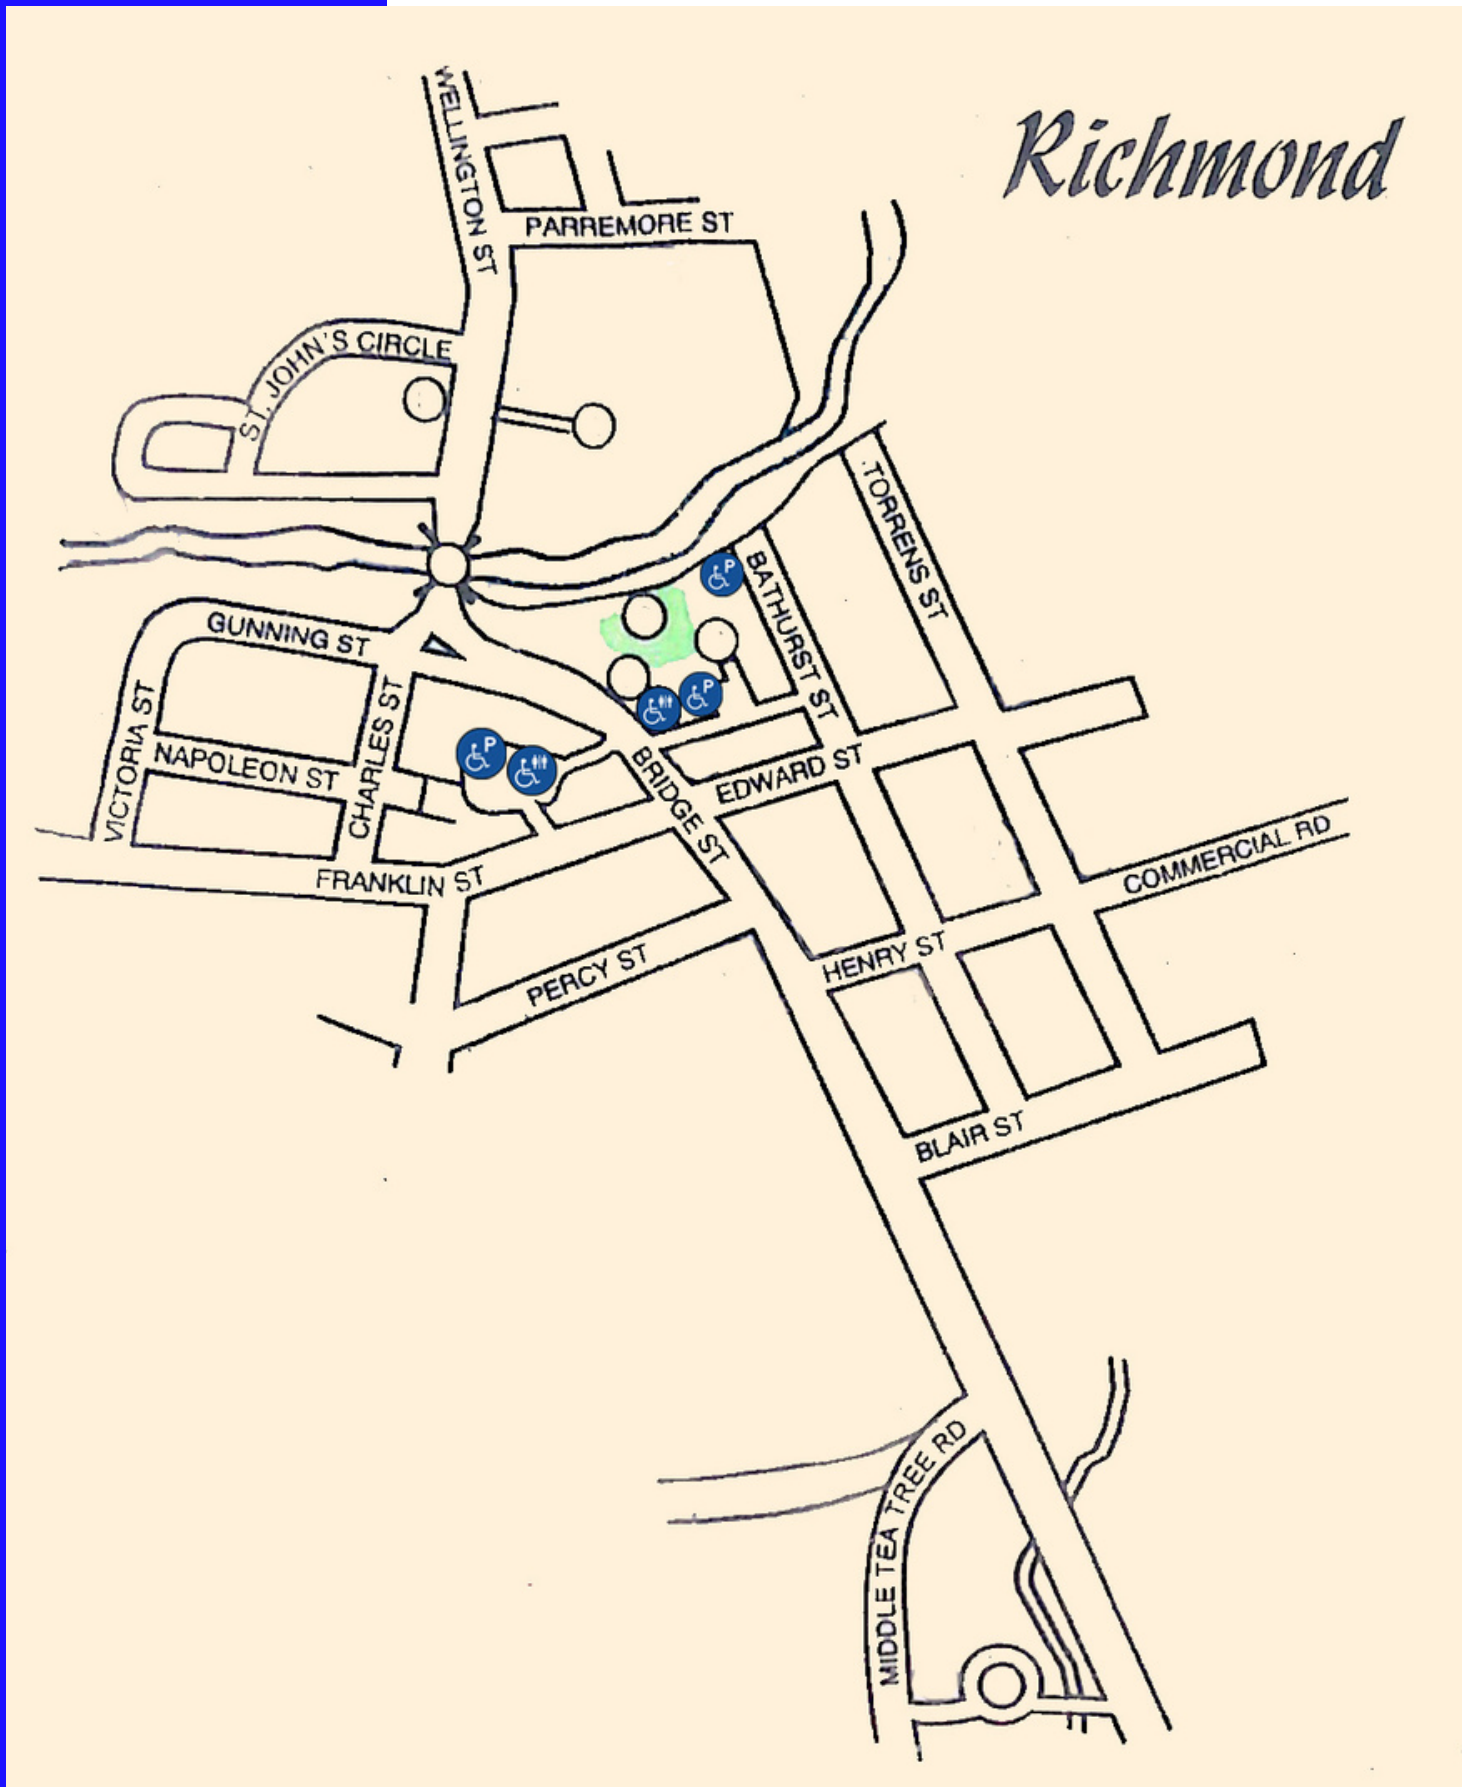 Richmond
WELLINGTON ST
PARREMORE ST
ST. JOHN'S CIRCLE
TORRENS ST
P
BATHURST ST
GUNNING ST
P
VICTORIA ST
CHARLES ST
P
NAPOLEON ST
BRIDGE ST
EDWARD ST
COMMERCIAL RD
FRANKLIN ST
HENRY ST
PERCY ST
BLAIR ST
MIDDLE TEA TREE RD